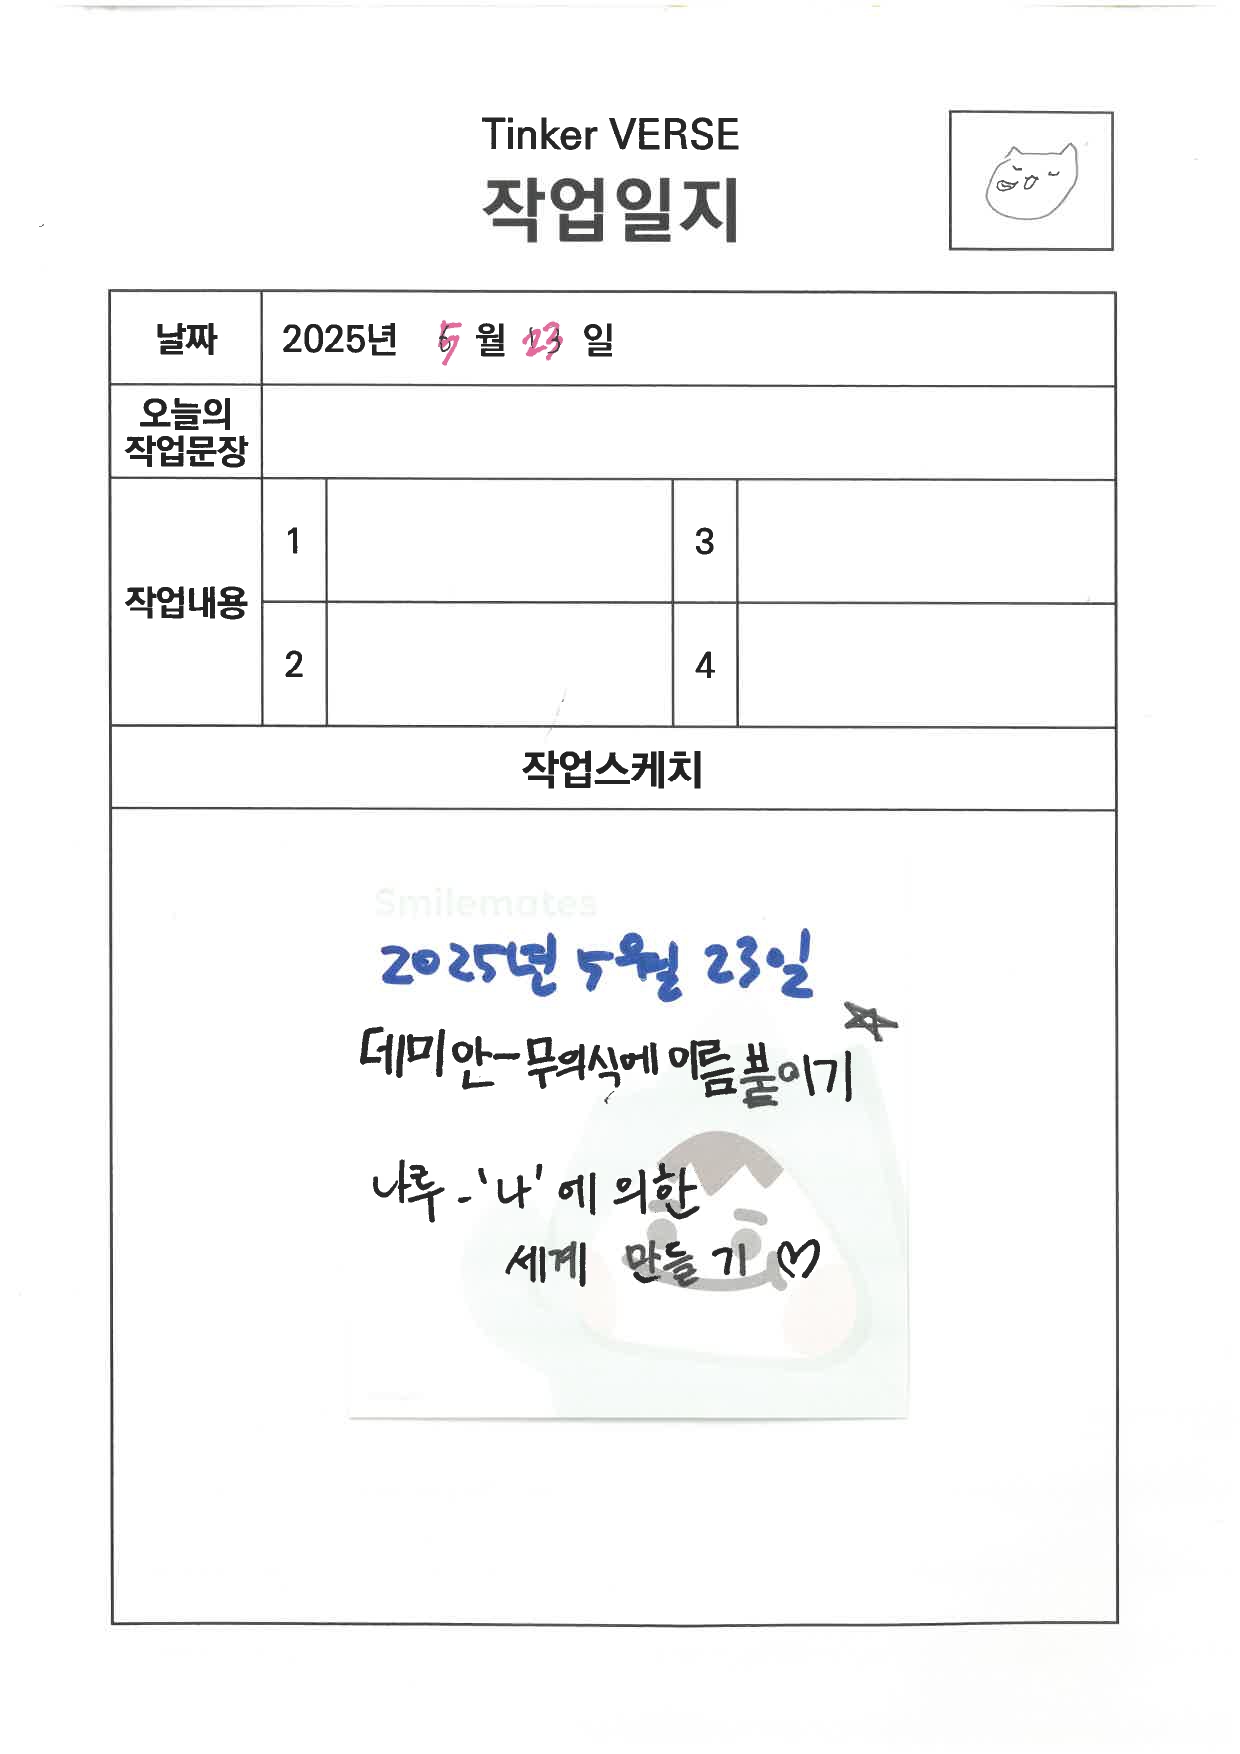 Tinker VERSE
작업일지
날짜
2025년 5월 23일
오늘의
작업문장
작업내용
1
3
2
4
작업스케치
Smilemates
2025년 5월 23일
데미안-무의식에 이름붙이기
나루-'나'에 의한
세계 만들기